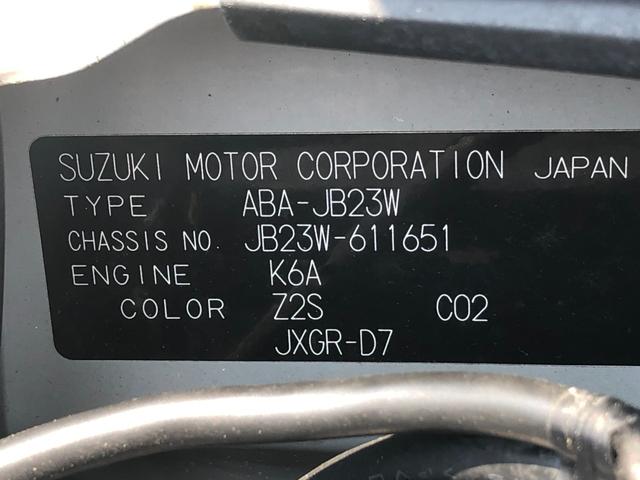 SUZUKI MOTOR CORPORATION JAPAN
TYPE ABA-JB23W
CHASSIS NO. JB23W-611651
ENGINE K6A
COLOR Z2S C02
JXGR-D7